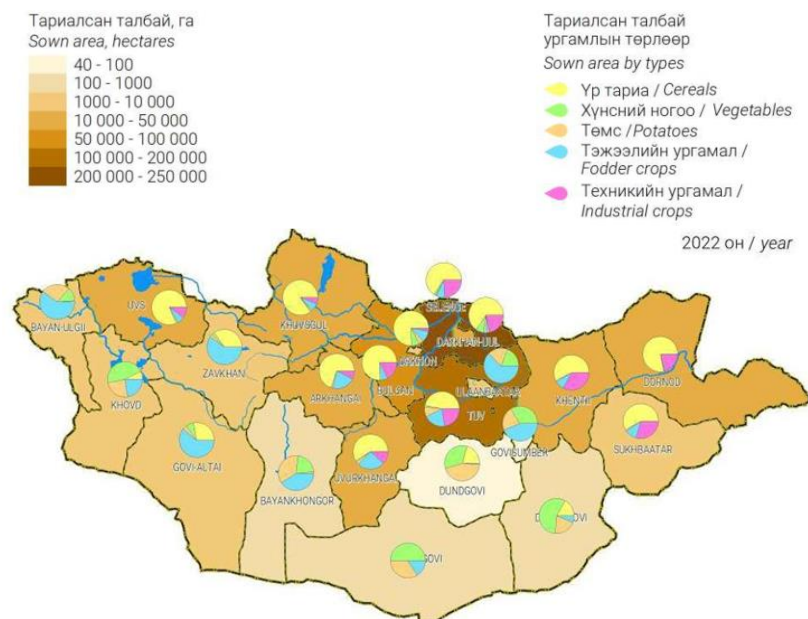 Тариалсан талбай, га
Sown area, hectares
40 - 100
100 - 1000
1000 - 10 000
10 000 - 50 000
50 000 - 100 000
100 000 - 200 000
200 000 - 250 000
Тариалсан талбай
ургамлын төрлөөр
Sown area by types
Үр тариа / Cereals
Хүнсний ногоо / Vegetables
Төмс / Potatoes
Тэжээлийн ургамал /
Fodder crops
Техникийн ургамал /
Industrial crops
2022 он / year
BAYAN-ULGII
UVS
KHUVSGUL
SELENGE
DARKHAN-UUL
ZAVKHAN
ORKHON
KHOVD
ARKHANGAI
BULGAN
ULAANBAATAR
KHENTII
DORNOD
TUV
GOVI-ALTAI
BAYANKHONGOR
UVURKHANGAI
DUNDGOVI
GOVISUMBER
SUKHBAATAR
GOVI